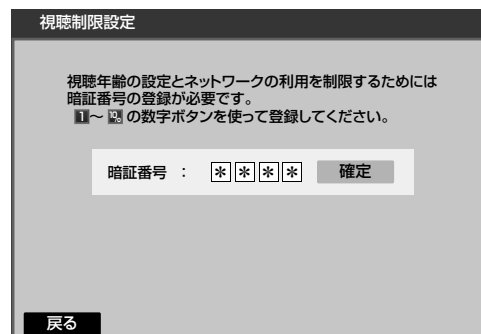 視聴制限設定
視聴年齢の設定とネットワークの利用を制限するためには
暗証番号の登録が必要です。
1～10の数字ボタンを使って登録してください。
暗証番号 ： ＊＊＊＊ 確定
戻る